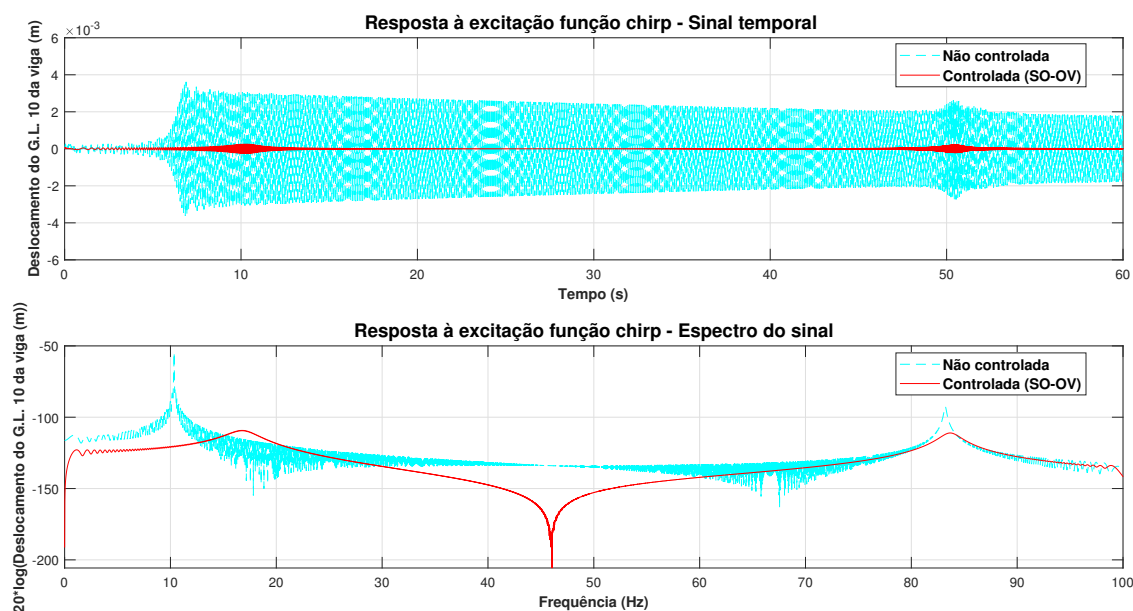 Resposta à excitação função chirp - Sinal temporal
×10⁻³
Deslocamento do G.L. 10 da viga (m)
6
4
2
0
-2
-4
-6
Não controlada
Controlada (SO-OV)
0 10 20 30 40 50 60
Tempo (s)
Resposta à excitação função chirp - Espectro do sinal
20*log(Deslocamento do G.L. 10 da viga (m))
-50
-100
-150
-200
Não controlada
Controlada (SO-OV)
0 10 20 30 40 50 60 70 80 90 100
Frequência (Hz)